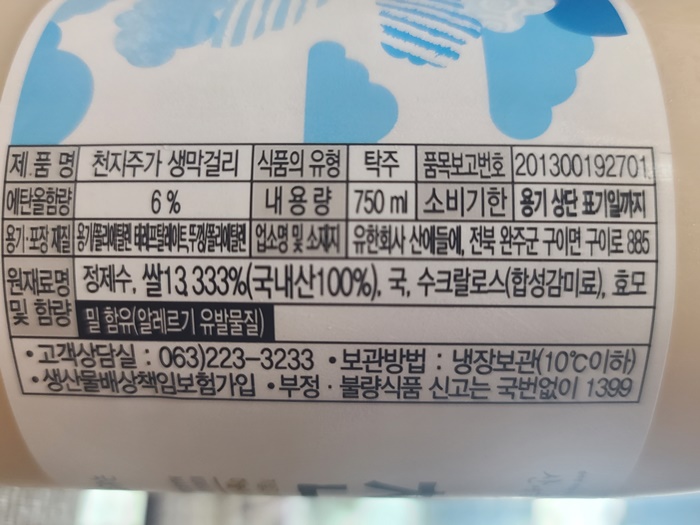 제 품 명 천지주가 생막걸리 식품의 유형 탁주 품목보고번호 201300192701
에탄올함량 6 % 내 용 량 750 ml 소비기한 용기 상단 표기일까지
용기·포장 재질 용기(폴리에틸렌 테레프탈레이트, 뚜껑(폴리에틸렌) 업소명 및 소재지 유한회사 산에들에, 전북 완주군 구이면 구이로 885
원재료명 정제수, 쌀13.333%(국내산100%), 국, 수크랄로스(합성감미료), 효모
및 함량 밀 함유(알레르기 유발물질)
•고객상담실 : 063)223-3233 •보관방법 : 냉장보관(10℃이하)
•생산물배상책임보험가입 •부정·불량식품 신고는 국번없이 1399